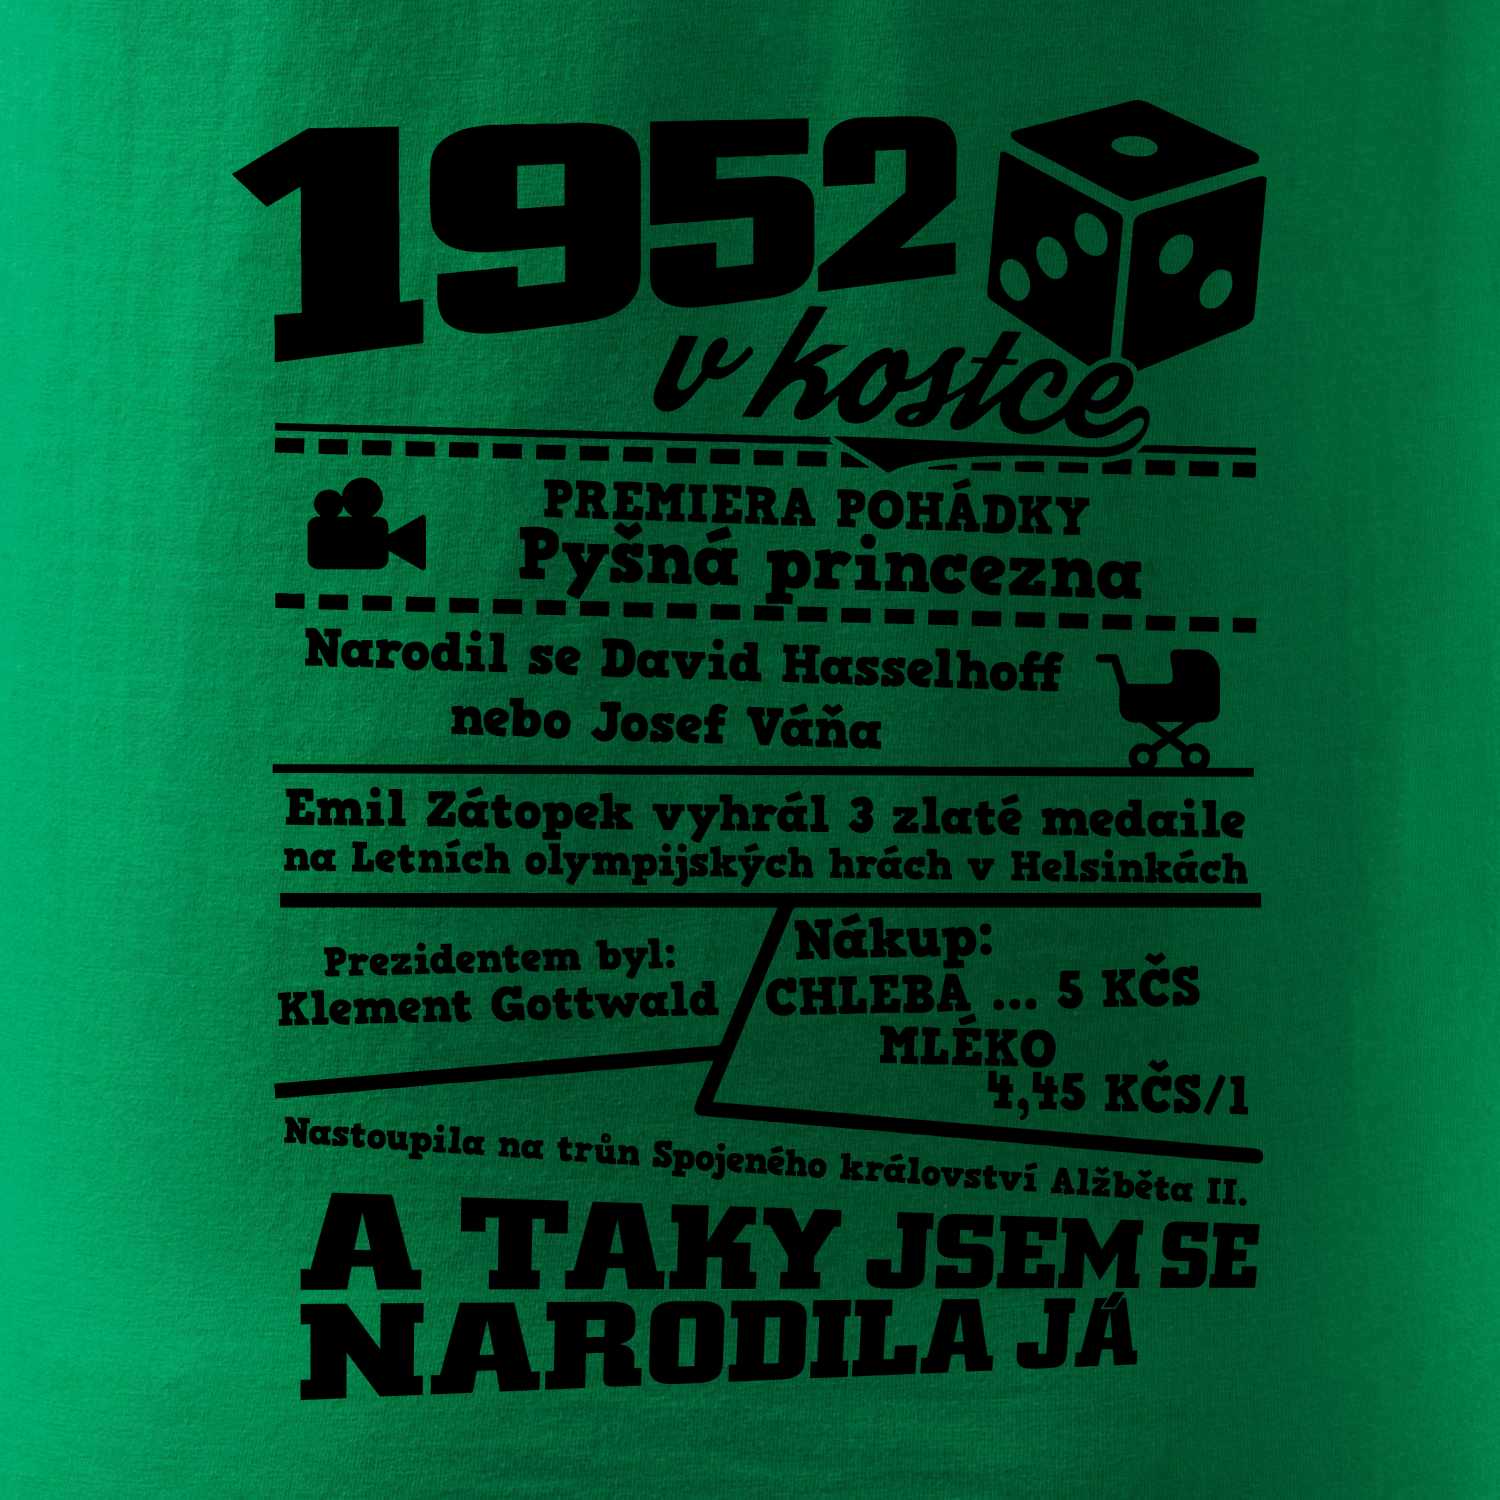 1952
v kostce
PREMIERA POHÁDKY
Pyšná princezna
Narodil se David Hasselhoff
nebo Josef Váňa
Emil Zátopek vyhrál 3 zlaté medaile
na Letních olympijských hrách v Helsinkách
Prezidentem byl:
Klement Gottwald
Nákup:
CHLEBA ... 5 KČS
MLÉKO
4,45 KČS/l
Nastoupila na trůn Spojeného království Alžběta II.
A TAKY JSEM SE
NARODILA JÁ